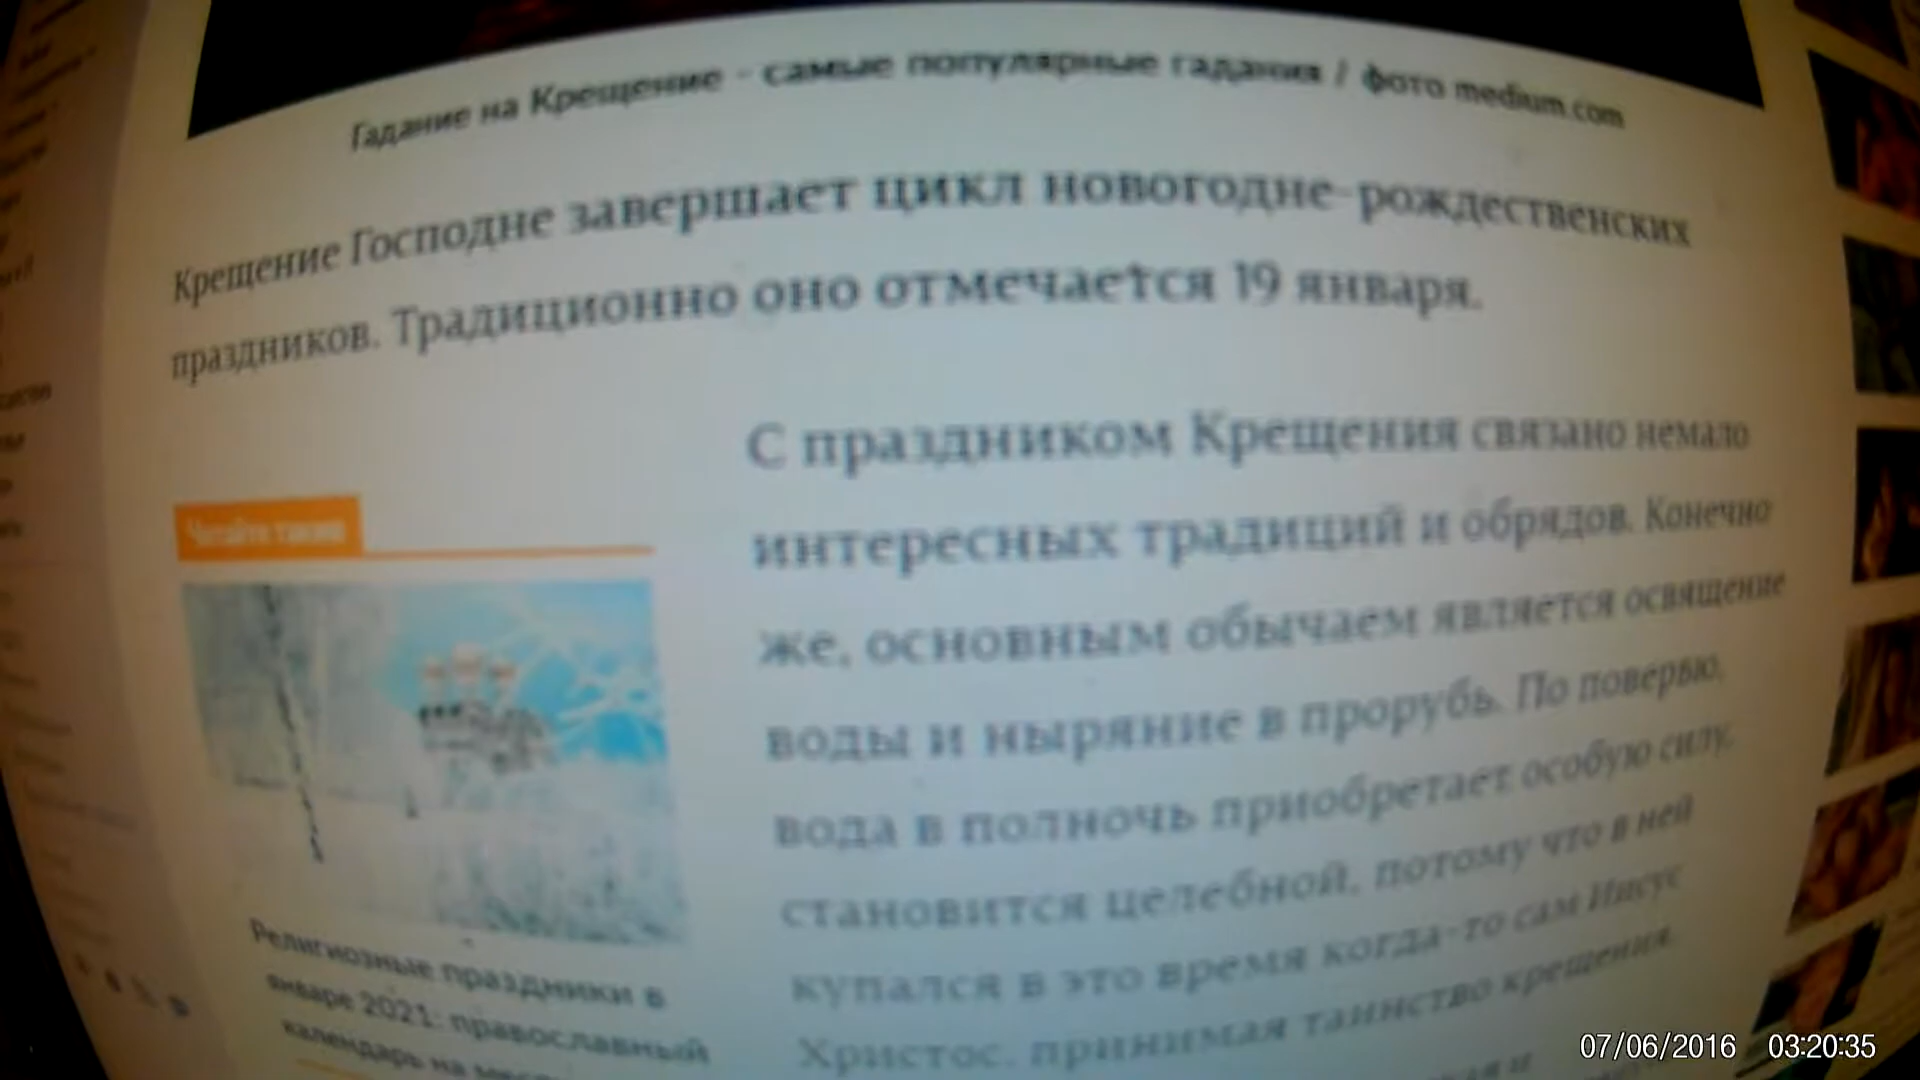 Гадание на Крещение - самые популярные гадания / фото medium.com
Крещение Господне завершает цикл новогодне-рождественских
праздников. Традиционно оно отмечается 19 января.
С праздником Крещения связано немало
интересных традиций и обрядов. Конечно
же, основным обычаем является освящение
воды и ныряние в прорубь. По поверью,
вода в полночь приобретает особую силу,
становится целебной, потому что в ней
купался в это время когда-то сам Иисус
Христос, принимая таинство крещения.
Читайте также
Религиозные праздники в
январе 2021: православный
календарь на
07/06/2016 03:20:35